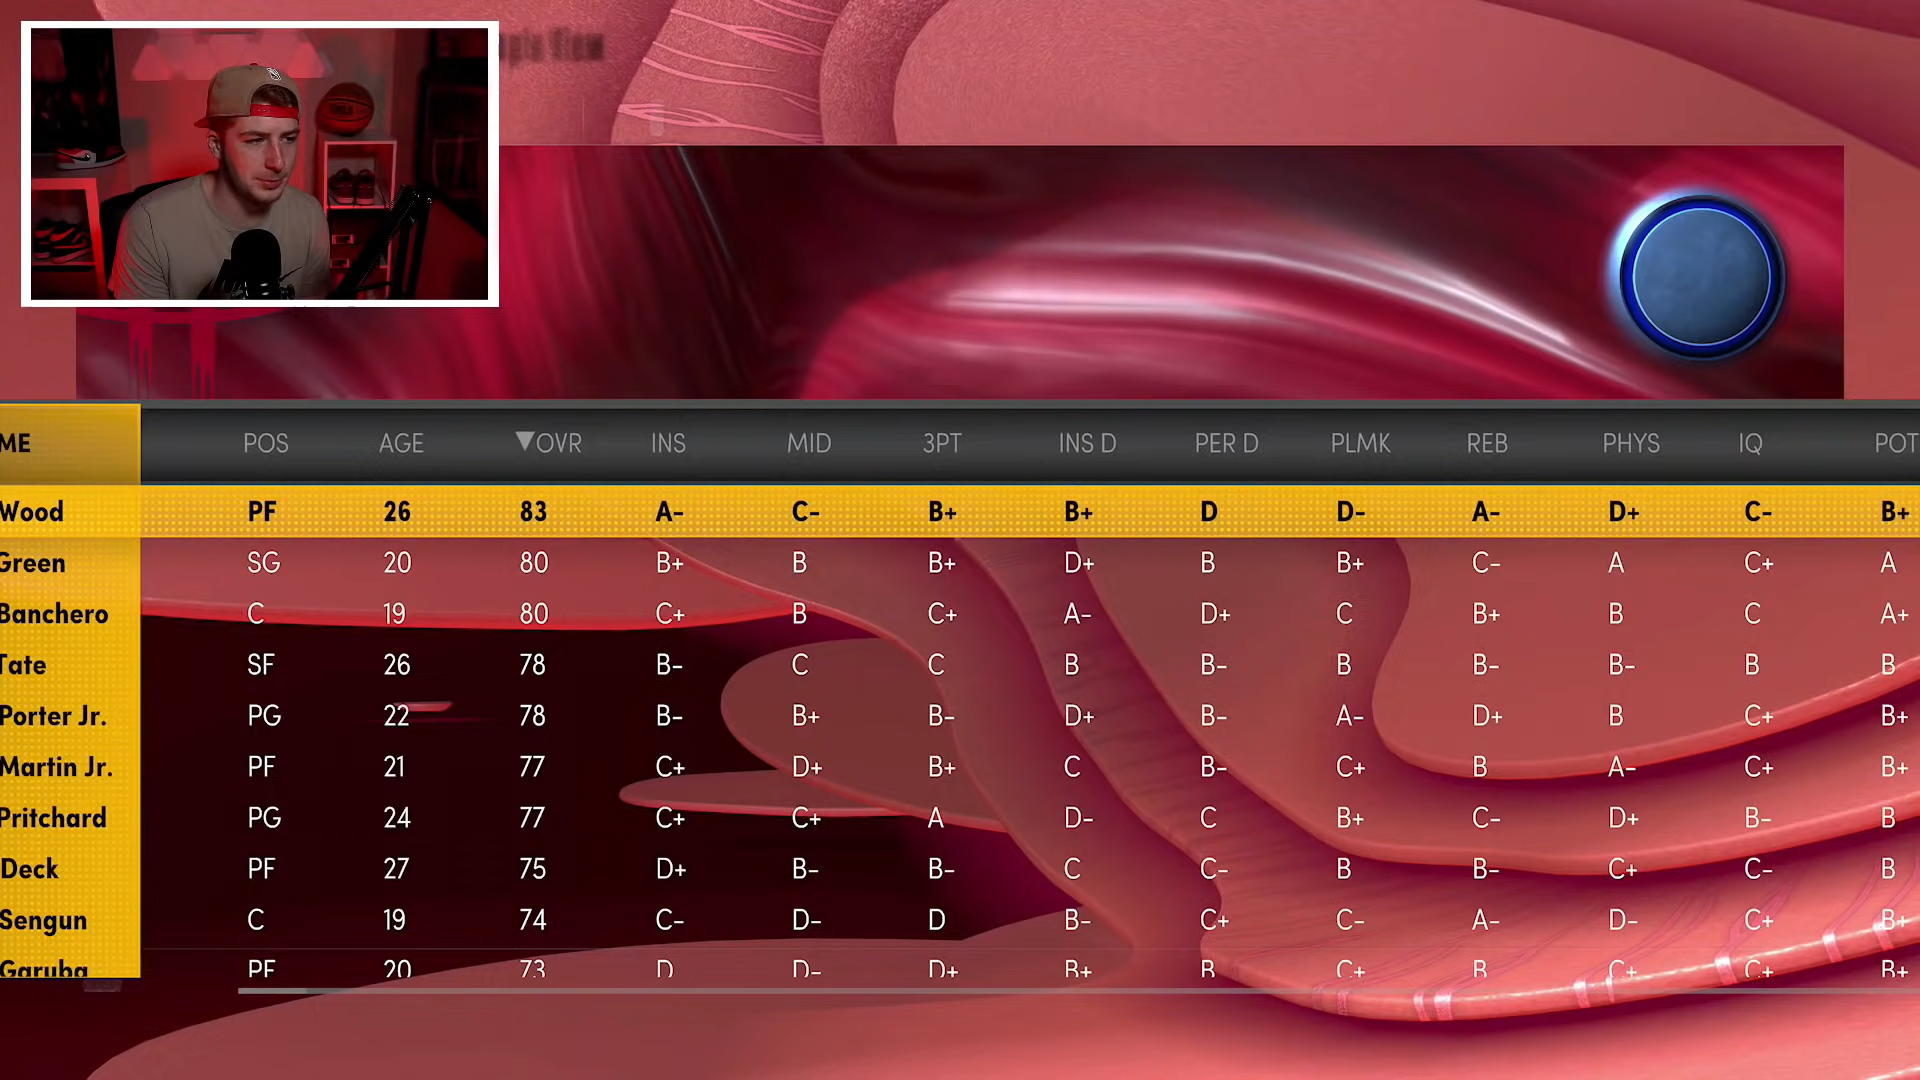 ME POS AGE ▼OVR INS MID 3PT INS D PER D PLMK REB PHYS IQ POT
Wood PF 26 83 A- C- B+ B+ D D- A- D+ C- B+
Green SG 20 80 B+ B B+ D+ B B+ C- A C+ A
Banchero C 19 80 C+ B C+ A- D+ C B+ B C A+
Tate SF 26 78 B- C C B B- B B- B- B B
Porter Jr. PG 22 78 B- B+ B- D+ B- A- D+ B C+ B+
Martin Jr. PF 21 77 C+ D+ B+ C B- C+ B A- C+ B+
Pritchard PG 24 77 C+ C+ A D- C B+ C- D+ B- B
Deck PF 27 75 D+ B- B- C C- B B- C+ C- B
Sengun C 19 74 C- D- D B- C+ C- A- D- C+ B+
Garuba PF 20 73 D D- D+ B+ B C+ B C+ C+ B+